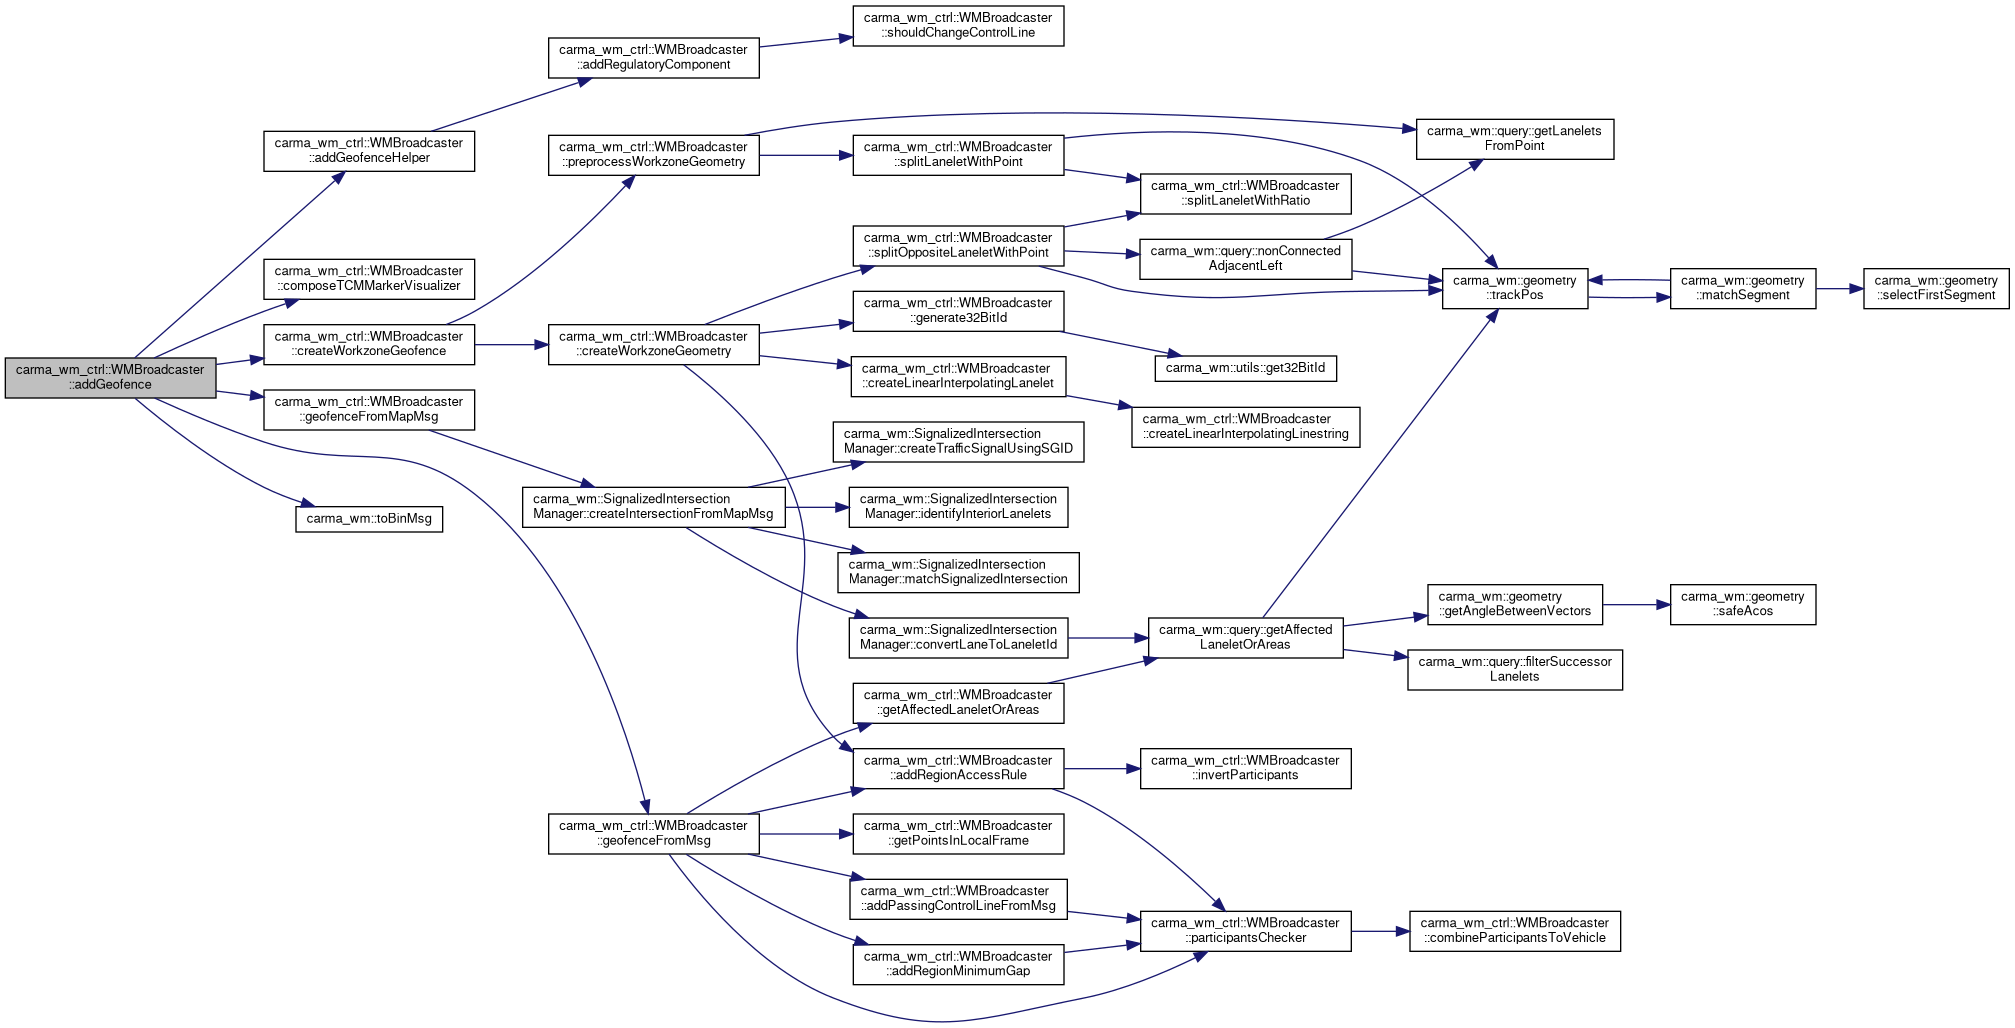 carma_wm_ctrl::WMBroadcaster
::addGeofence
carma_wm_ctrl::WMBroadcaster
::addGeofenceHelper
carma_wm_ctrl::WMBroadcaster
::composeTCMMarkerVisualizer
carma_wm_ctrl::WMBroadcaster
::createWorkzoneGeofence
carma_wm_ctrl::WMBroadcaster
::geofenceFromMapMsg
carma_wm::toBinMsg
carma_wm_ctrl::WMBroadcaster
::addRegulatoryComponent
carma_wm_ctrl::WMBroadcaster
::preprocessWorkzoneGeometry
carma_wm_ctrl::WMBroadcaster
::createWorkzoneGeometry
carma_wm::SignalizedIntersection
Manager::createIntersectionFromMapMsg
carma_wm_ctrl::WMBroadcaster
::geofenceFromMsg
carma_wm_ctrl::WMBroadcaster
::shouldChangeControlLine
carma_wm_ctrl::WMBroadcaster
::splitLaneletWithPoint
carma_wm_ctrl::WMBroadcaster
::splitOppositeLaneletWithPoint
carma_wm_ctrl::WMBroadcaster
::generate32BitId
carma_wm_ctrl::WMBroadcaster
::createLinearInterpolatingLanelet
carma_wm::SignalizedIntersection
Manager::createTrafficSignalUsingSGID
carma_wm::SignalizedIntersection
Manager::identifyInteriorLanelets
carma_wm::SignalizedIntersection
Manager::matchSignalizedIntersection
carma_wm::SignalizedIntersection
Manager::convertLaneToLaneletId
carma_wm_ctrl::WMBroadcaster
::getAffectedLaneletOrAreas
carma_wm_ctrl::WMBroadcaster
::addRegionAccessRule
carma_wm_ctrl::WMBroadcaster
::getPointsInLocalFrame
carma_wm_ctrl::WMBroadcaster
::addPassingControlLineFromMsg
carma_wm_ctrl::WMBroadcaster
::addRegionMinimumGap
carma_wm_ctrl::WMBroadcaster
::splitLaneletWithRatio
carma_wm::query::nonConnected
AdjacentLeft
carma_wm::utils::get32BitId
carma_wm_ctrl::WMBroadcaster
::createLinearInterpolatingLinestring
carma_wm::query::getAffected
LaneletOrAreas
carma_wm_ctrl::WMBroadcaster
::invertParticipants
carma_wm_ctrl::WMBroadcaster
::participantsChecker
carma_wm::query::getLanelets
FromPoint
carma_wm::geometry
::trackPos
carma_wm::geometry
::getAngleBetweenVectors
carma_wm::query::filterSuccessor
Lanelets
carma_wm_ctrl::WMBroadcaster
::combineParticipantsToVehicle
carma_wm::geometry
::matchSegment
carma_wm::geometry
::safeAcos
carma_wm::geometry
::selectFirstSegment